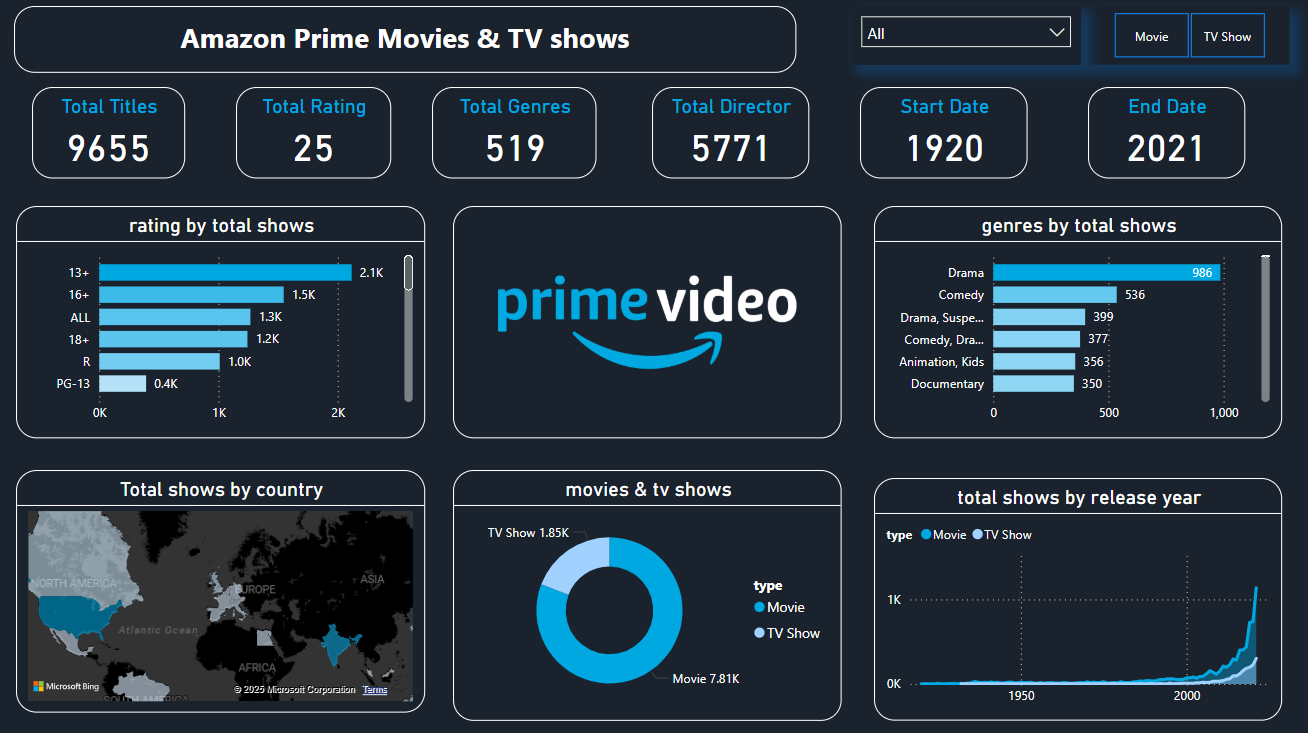 Amazon Prime Movies & TV shows
All
Movie
TV Show
Total Titles
9655
Total Rating
25
Total Genres
519
Total Director
5771
Start Date
1920
End Date
2021
rating by total shows
13+ 2.1K
16+ 1.5K
ALL 1.3K
18+ 1.2K
R 1.0K
PG-13 0.4K
0K 1K 2K
prime video
genres by total shows
Drama 986
Comedy 536
Drama, Suspe... 399
Comedy, Dra... 377
Animation, Kids 356
Documentary 350
0 500 1,000
Total shows by country
NORTH AMERICA
EUROPE
ASIA
Atlantic Ocean
AFRICA
SOUTH AMERICA
Microsoft Bing
© 2025 Microsoft Corporation Terms
movies & tv shows
TV Show 1.85K
Movie 7.81K
type
Movie
TV Show
total shows by release year
type Movie TV Show
1K
0K
1950 2000